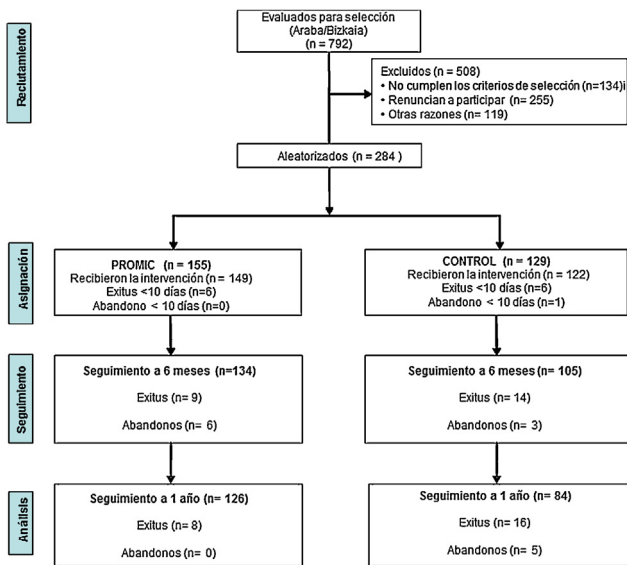 Reclutamiento
Evaluados para selección
(Araba/Bizkaia)
(n = 792)
Excluidos (n = 508)
• No cumplen los criterios de selección (n=134)i
• Renuncian a participar (n= 255)
• Otras razones (n= 119)
Aleatorizados (n = 284 )
Asignación
PROMIC (n = 155)
Recibieron la intervención (n = 149)
Exitus <10 días (n=6)
Abandono < 10 días (n=0)
CONTROL (n = 129)
Recibieron la intervención (n = 122)
Exitus <10 días (n=6)
Abandono < 10 días (n=1)
Seguimiento
Seguimiento a 6 meses (n=134)
Exitus (n= 9)
Abandonos (n= 6)
Seguimiento a 6 meses (n= 105)
Exitus (n= 14)
Abandonos (n= 3)
Análisis
Seguimiento a 1 año (n= 126)
Exitus (n= 8)
Abandonos (n= 0)
Seguimiento a 1 año (n= 84)
Exitus (n= 16)
Abandonos (n= 5)